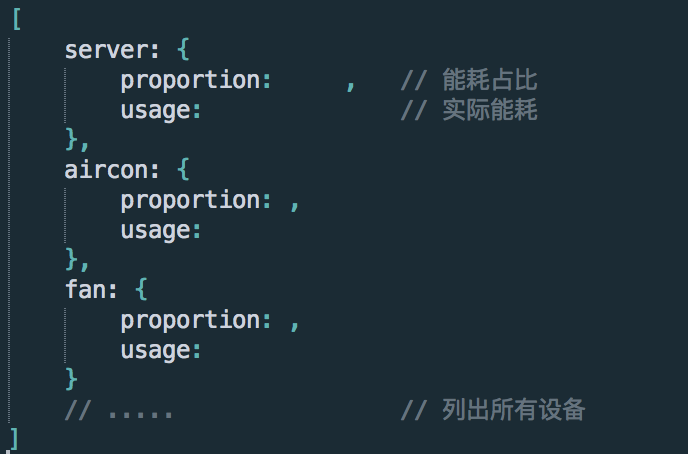 [
    server: {
        proportion:     ,   // 能耗占比
        usage:              // 实际能耗
    },
    aircon: {
        proportion: ,
        usage:
    },
    fan: {
        proportion: ,
        usage:
    }
    // .....                // 列出所有设备
]